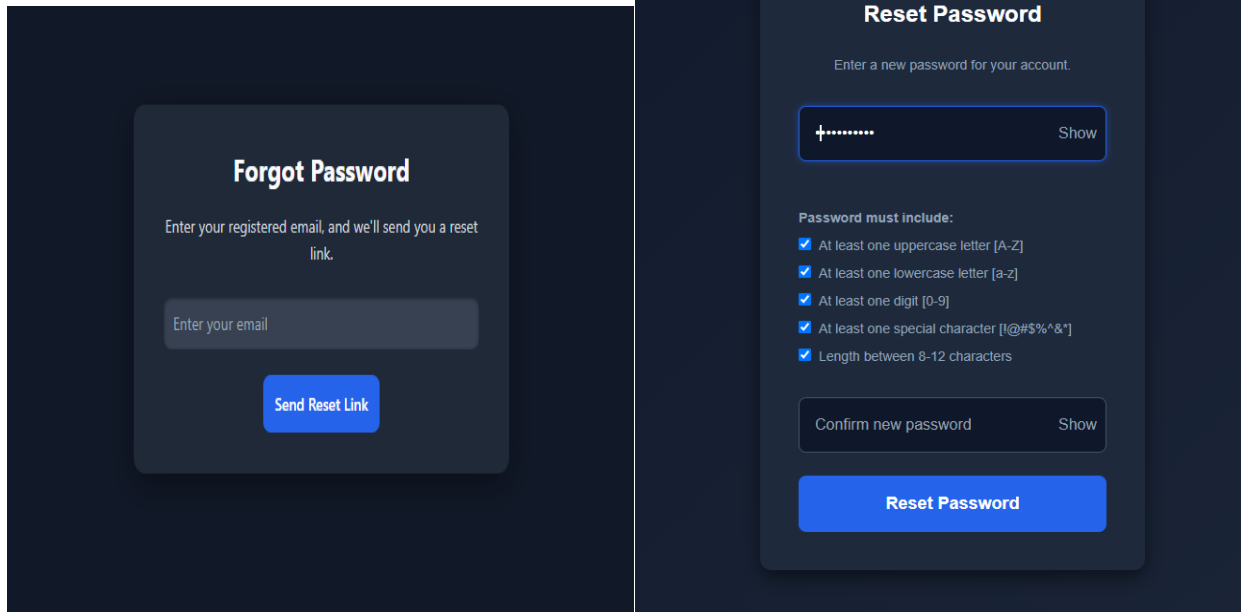 Forgot Password
Enter your registered email, and we'll send you a reset
link.
Enter your email
Send Reset Link
Reset Password
Enter a new password for your account.
Show
Password must include:
At least one uppercase letter [A-Z]
At least one lowercase letter [a-z]
At least one digit [0-9]
At least one special character [!@#$%^&*]
Length between 8-12 characters
Confirm new password Show
Reset Password